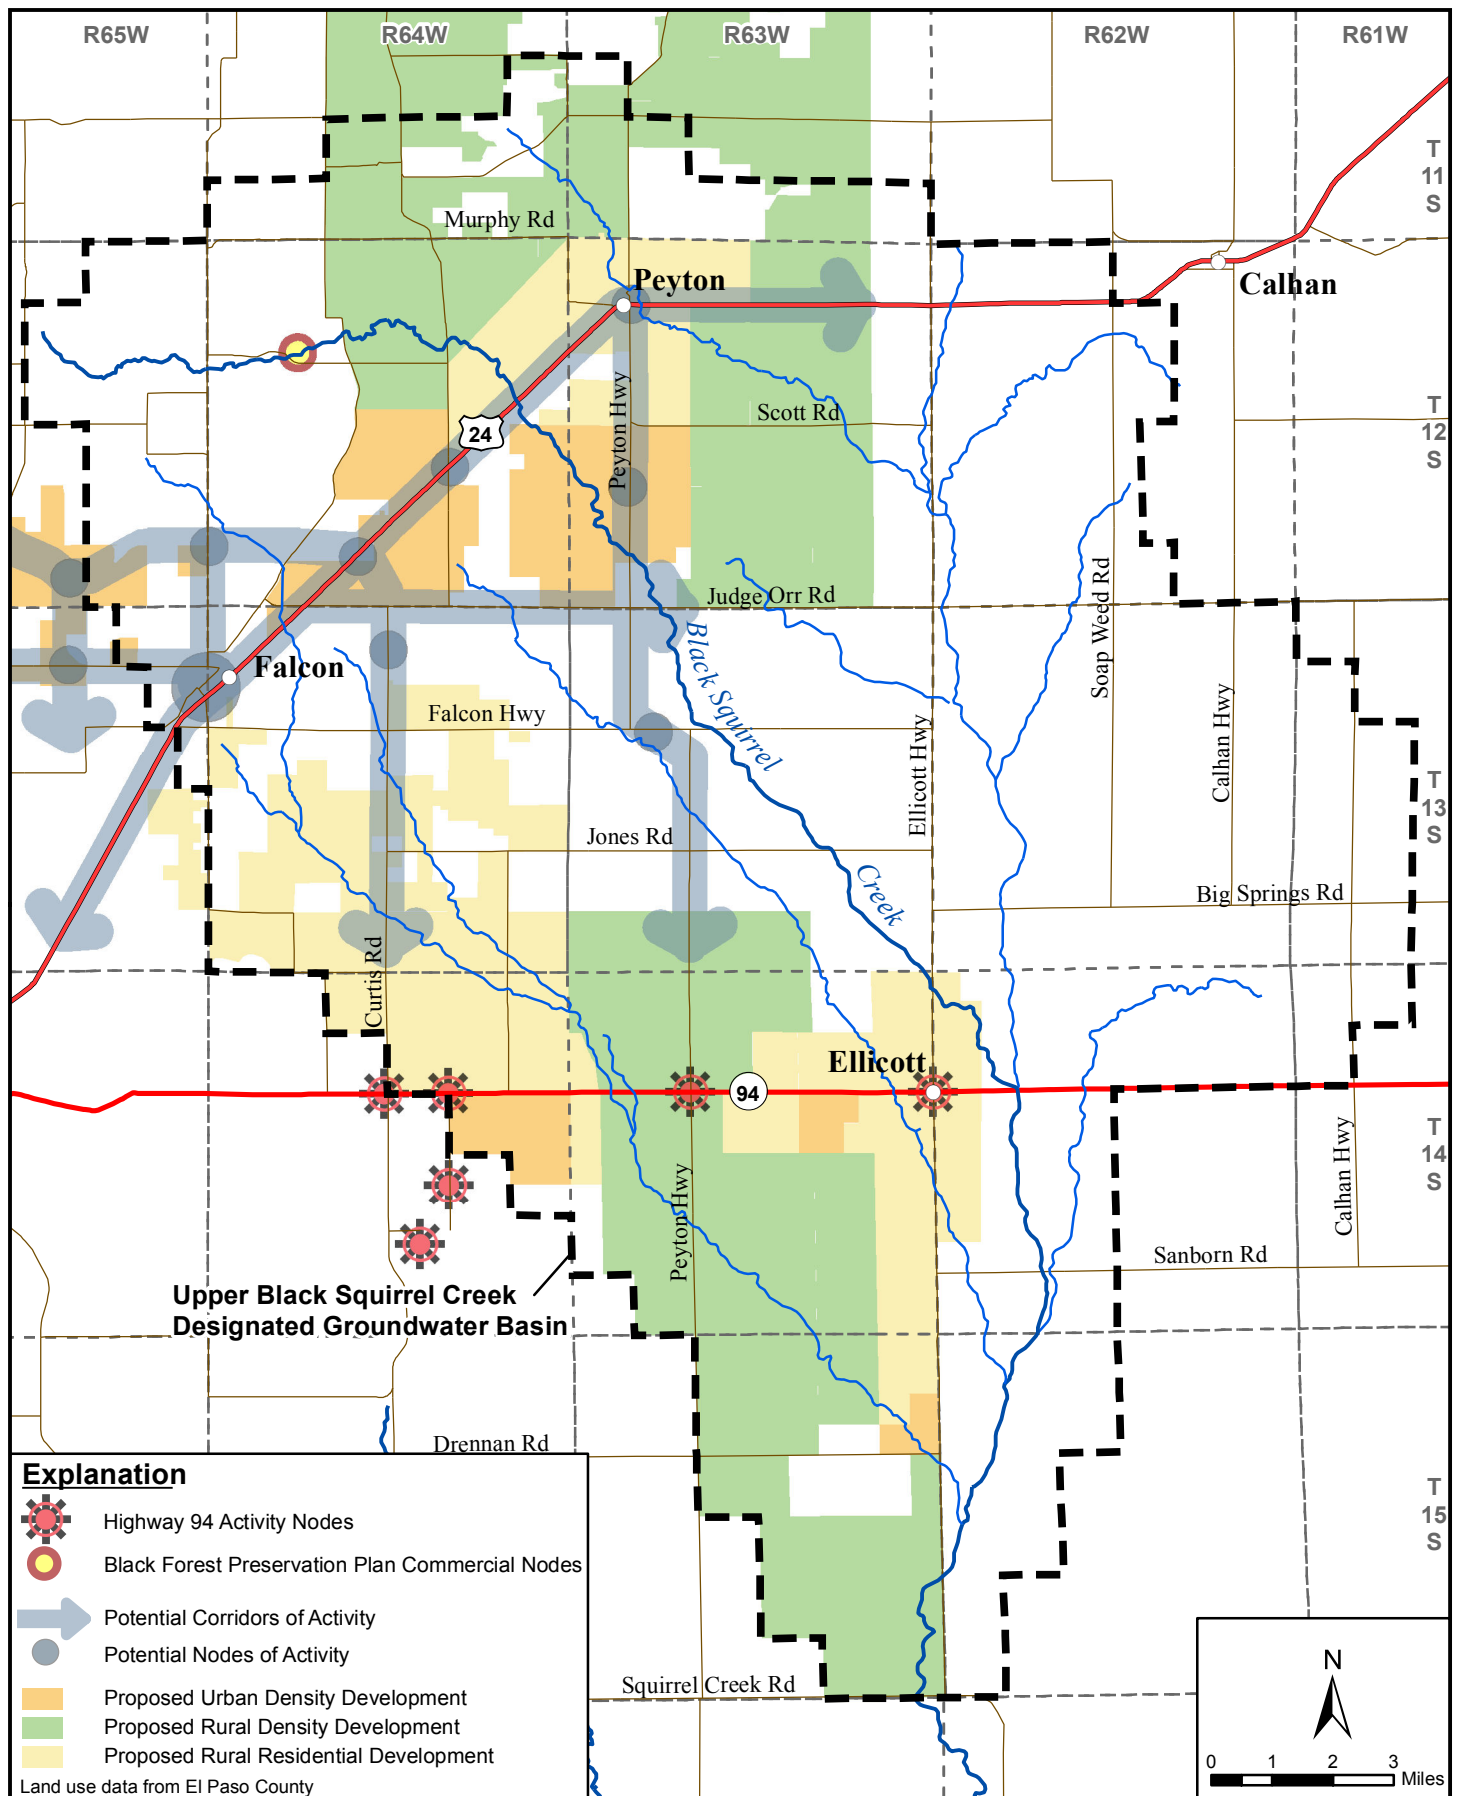 R65W
R64W
R63W
R62W
R61W
T
11
S
Murphy Rd
Peyton
Calhan
Peyton Hwy
Scott Rd
24
T
12
S
Judge Orr Rd
Soap Weed Rd
Black Squirrel
Creek
Falcon
Falcon Hwy
Ellicott Hwy
Calhan Hwy
T
13
S
Jones Rd
Big Springs Rd
Curtis Rd
Ellicott
94
T
14
S
Peyton Hwy
Calhan Hwy
Sanborn Rd
Upper Black Squirrel Creek
Designated Groundwater Basin
Drennan Rd
T
15
S
Squirrel Creek Rd
Explanation
Highway 94 Activity Nodes
Black Forest Preservation Plan Commercial Nodes
Potential Corridors of Activity
Potential Nodes of Activity
Proposed Urban Density Development
Proposed Rural Density Development
Proposed Rural Residential Development
Land use data from El Paso County
N
0 1 2 3
Miles